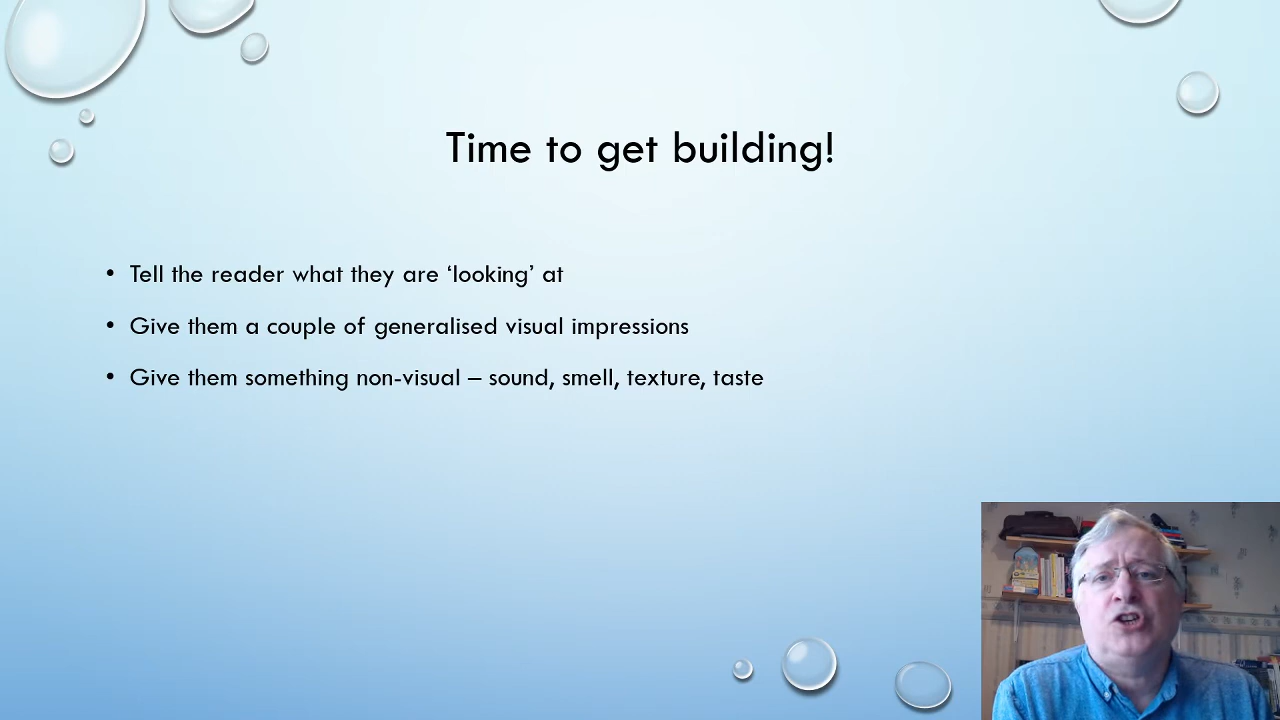 Time to get building!
• Tell the reader what they are ‘looking’ at
• Give them a couple of generalised visual impressions
• Give them something non-visual – sound, smell, texture, taste